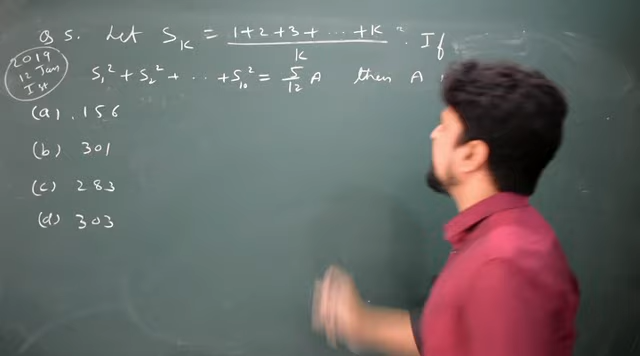 Q 5. Let S_K = (1 + 2 + 3 + ... + K) / K . If
2019 12 Jan Ist
S_1^2 + S_2^2 + ... + S_10^2 = 5/12 A then A
(a) . 156
(b) 301
(c) 283
(d) 303